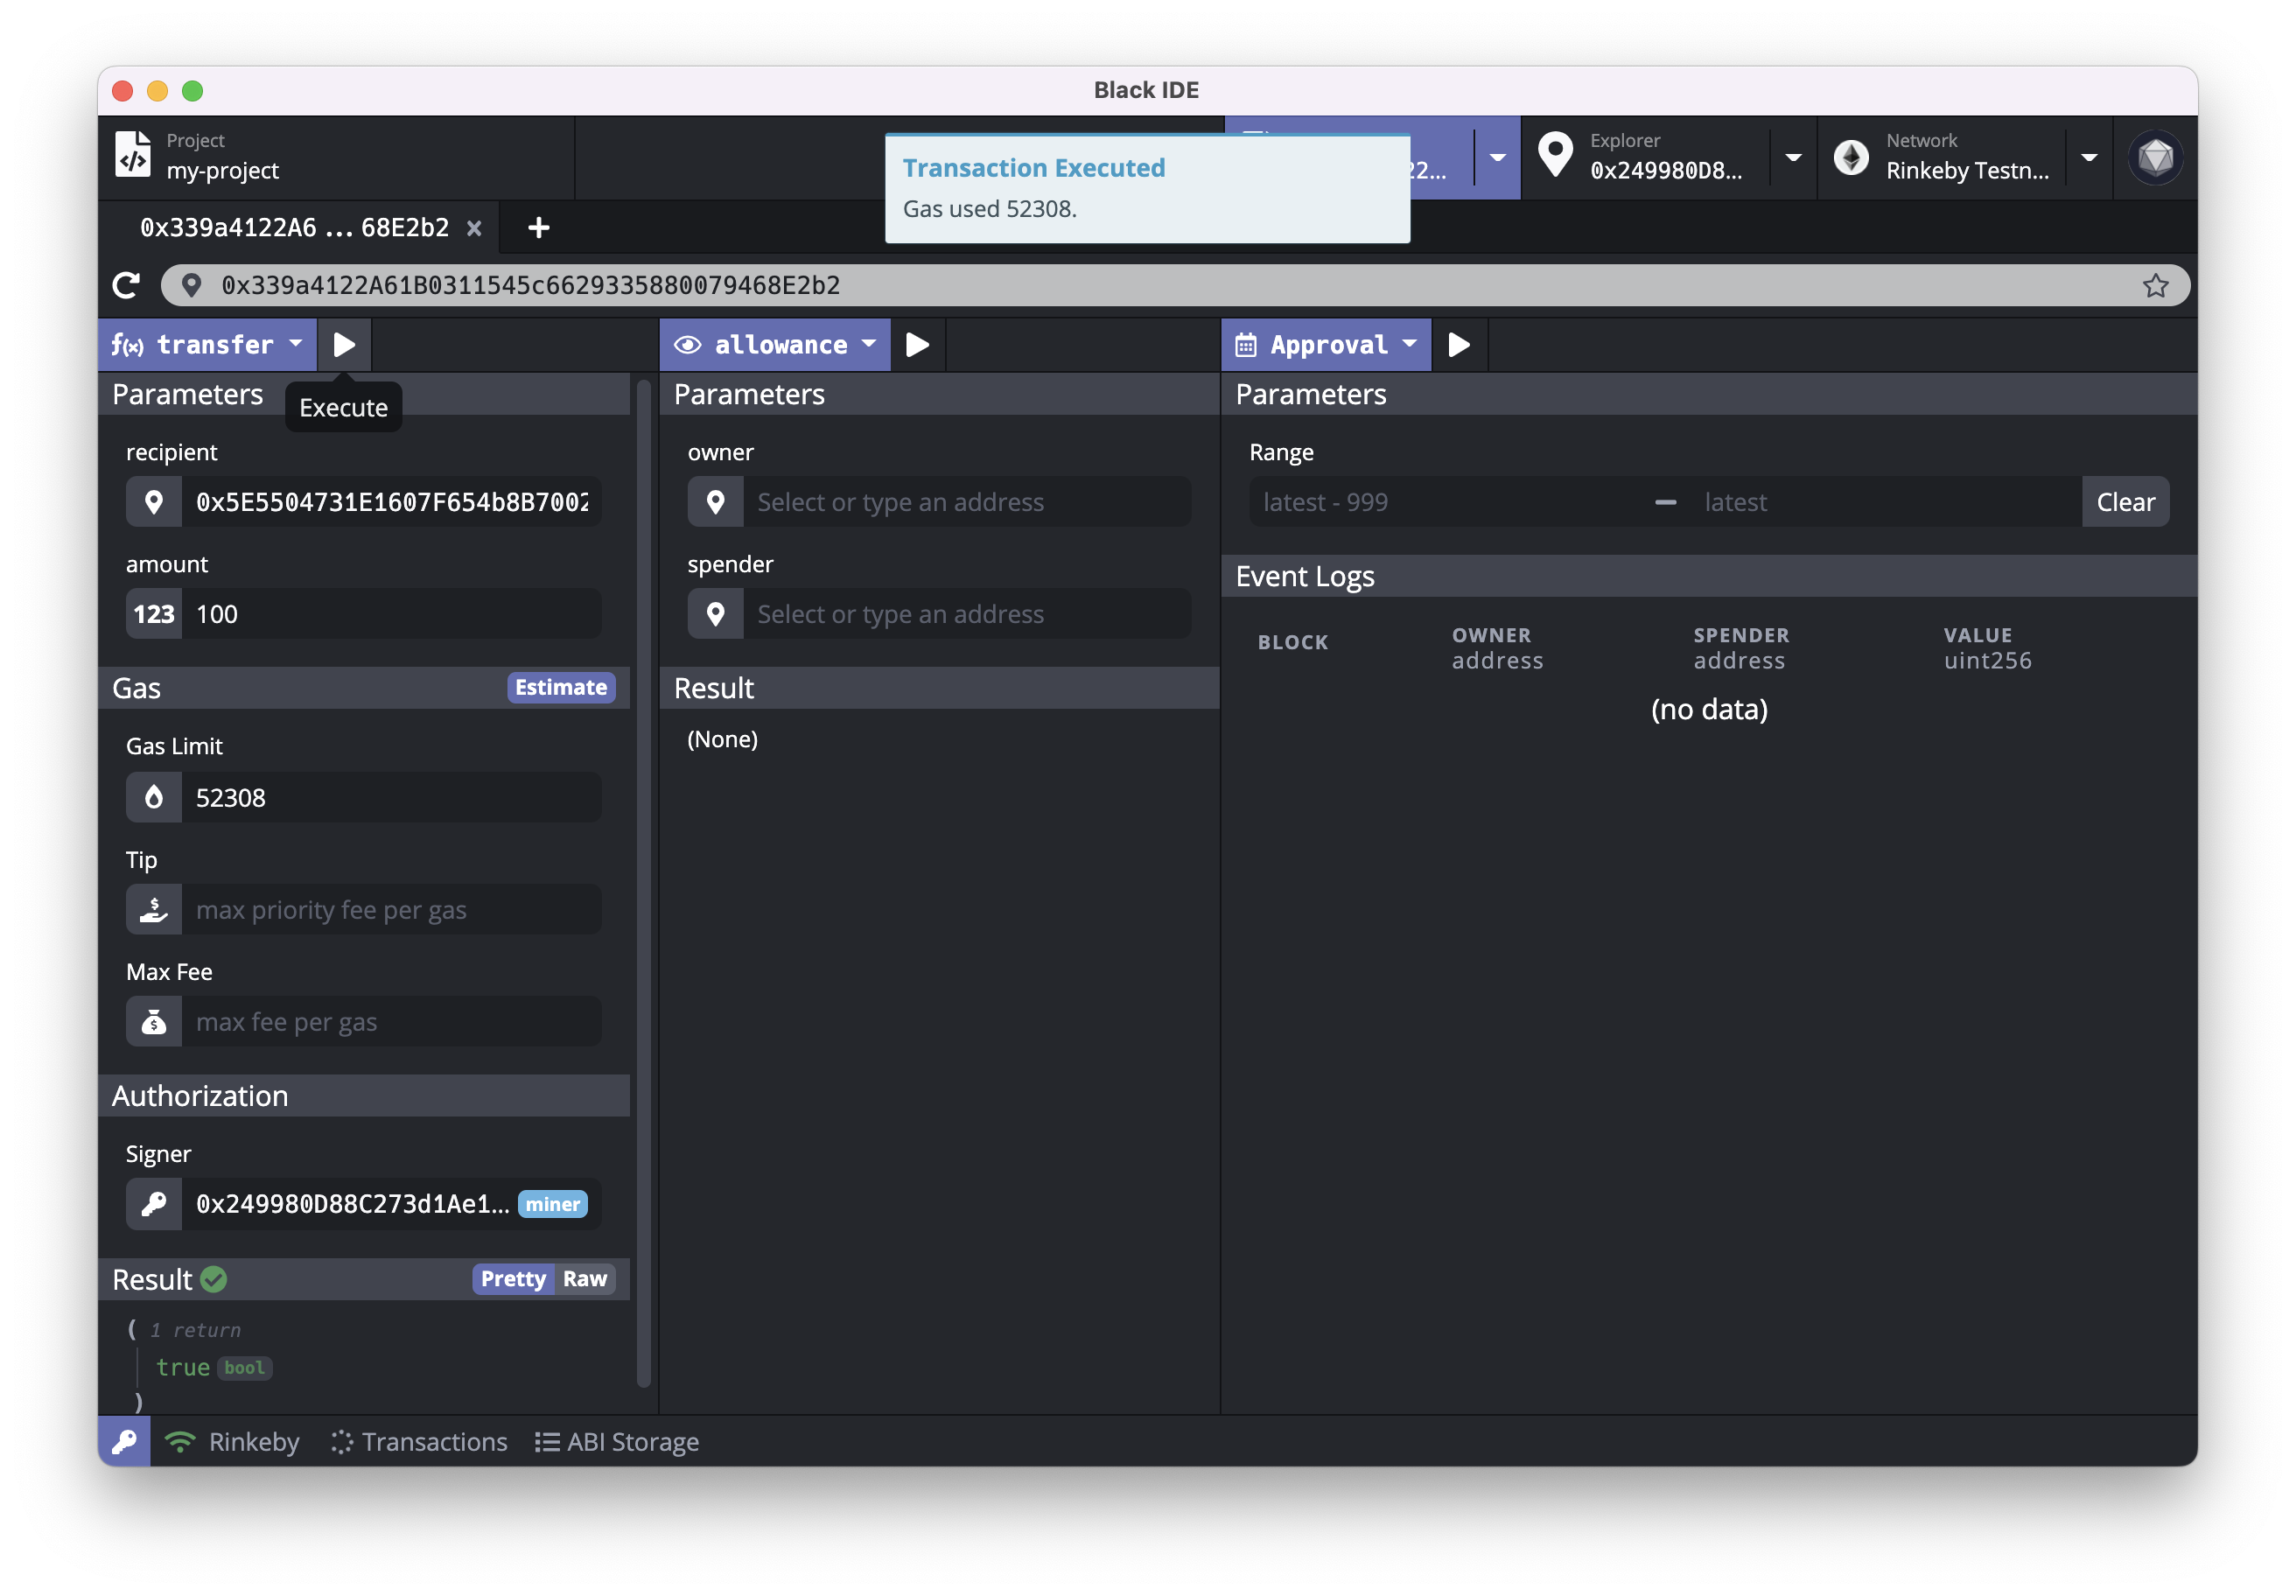 Black IDE
Project
my-project
Transaction Executed
Gas used 52308.
22...
Explorer
0x249980D8...
Network
Rinkeby Testn...
0x339a4122A6 ... 68E2b2
0x339a4122A61B0311545c6629335880079468E2b2
f(x) transfer
Execute
Parameters
recipient
0x5E5504731E1607F654b8B7002
amount
123 100
Gas
Estimate
Gas Limit
52308
Tip
max priority fee per gas
Max Fee
max fee per gas
Authorization
Signer
0x249980D88C273d1Ae1... miner
Result
Pretty Raw
( 1 return
true bool
)
allowance
Parameters
owner
Select or type an address
spender
Select or type an address
Result
(None)
Approval
Parameters
Range
latest - 999 — latest
Clear
Event Logs
BLOCK
OWNER
address
SPENDER
address
VALUE
uint256
(no data)
Rinkeby
Transactions
ABI Storage